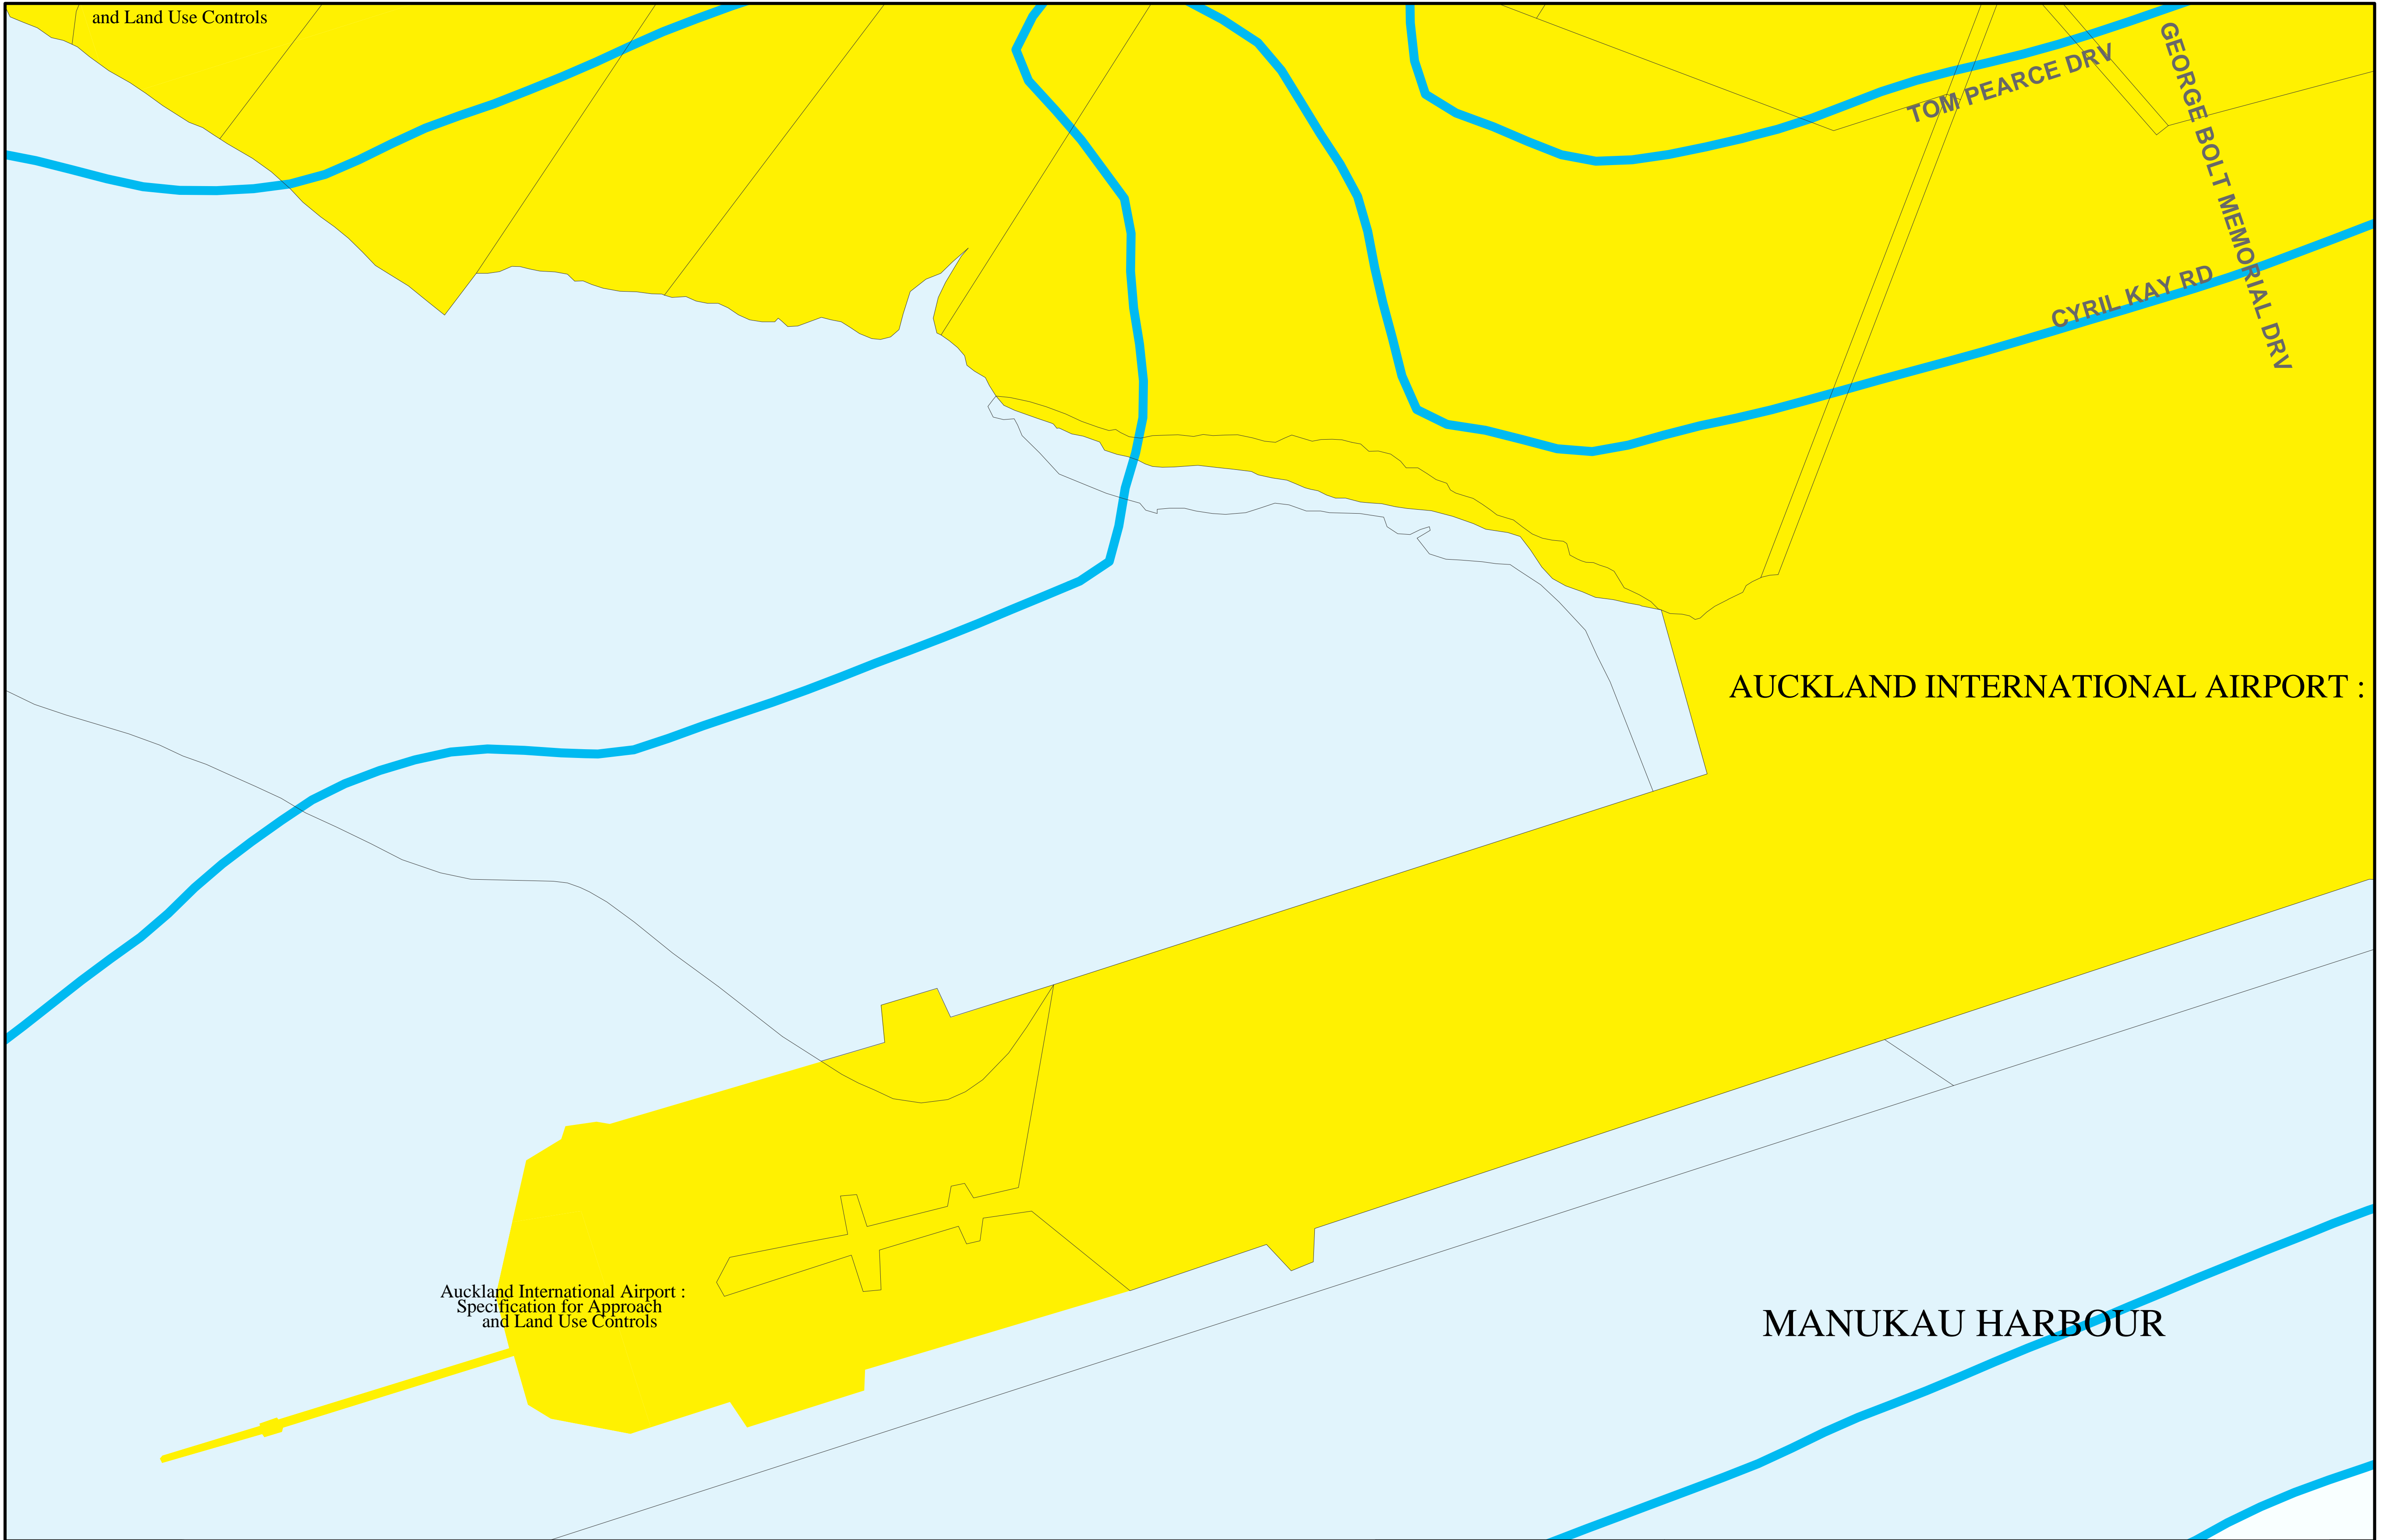 and Land Use Controls
TOM PEARCE DRV
GEORGE BOLT MEMORIAL DRV
CYRIL KAY RD
AUCKLAND INTERNATIONAL AIRPORT :
Auckland International Airport :
Specification for Approach
and Land Use Controls
MANUKAU HARBOUR